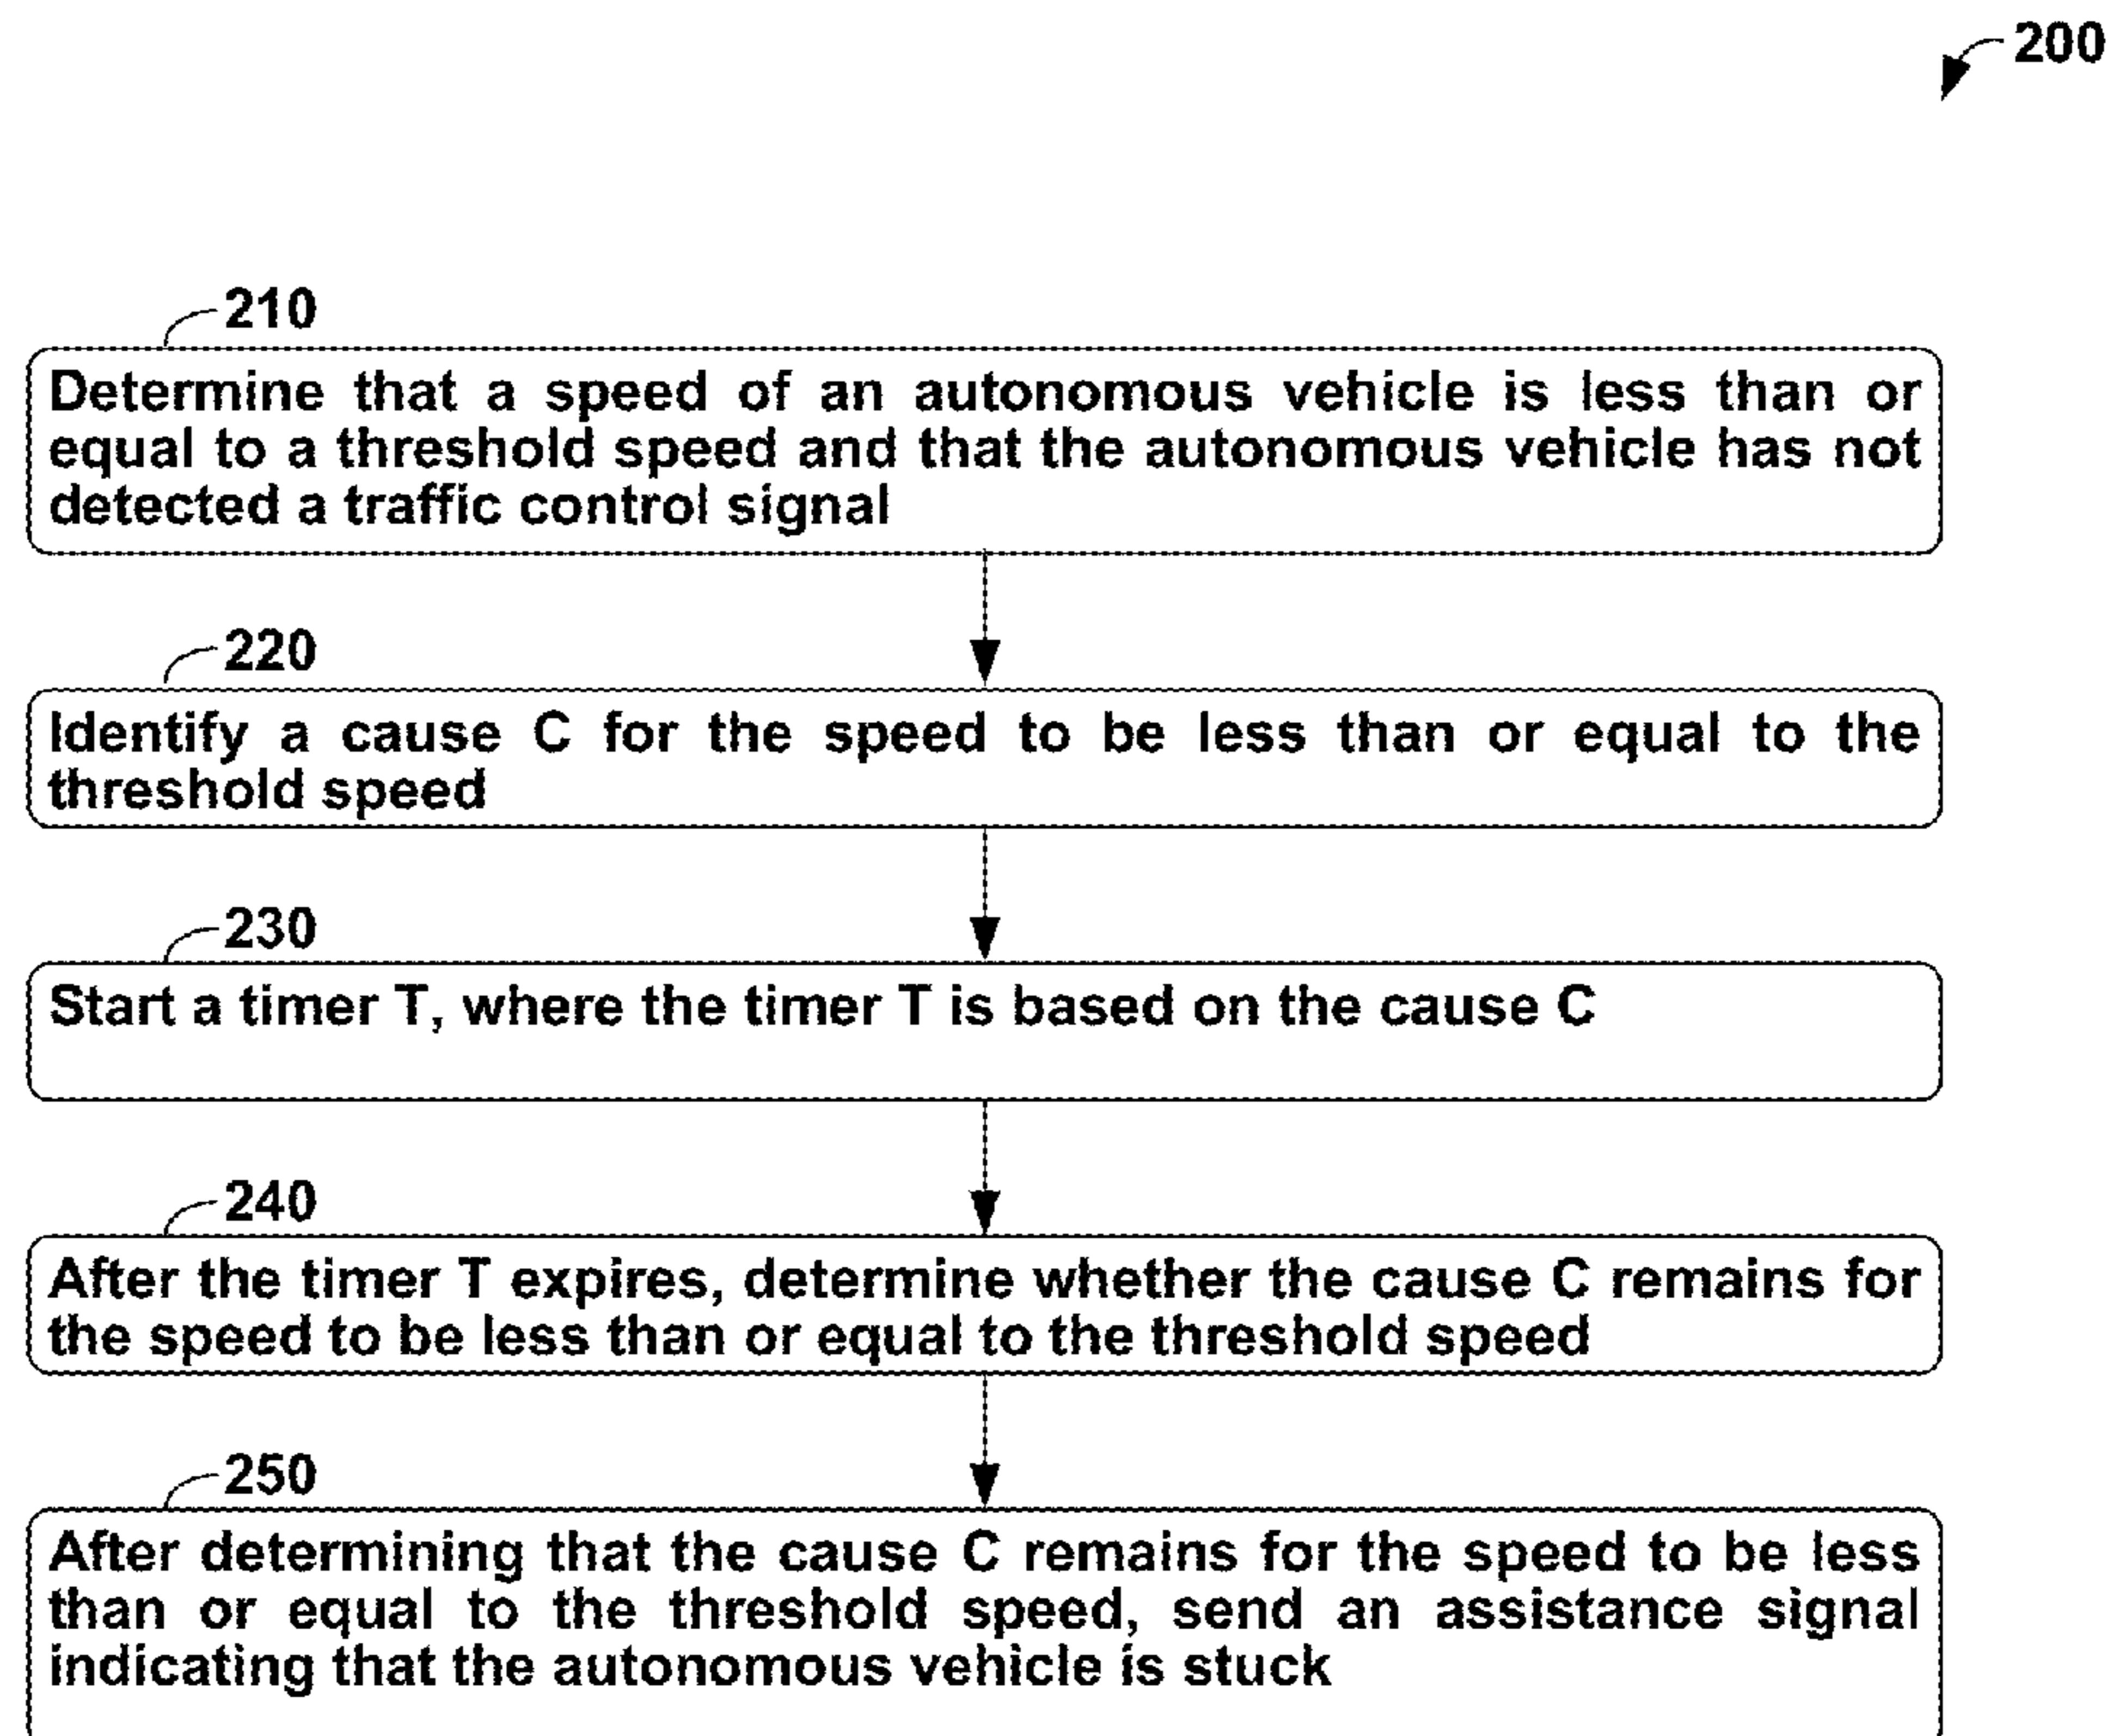 200
210
Determine that a speed of an autonomous vehicle is less than or
equal to a threshold speed and that the autonomous vehicle has not
detected a traffic control signal
220
Identify a cause C for the speed to be less than or equal to the
threshold speed
230
Start a timer T, where the timer T is based on the cause C
240
After the timer T expires, determine whether the cause C remains for
the speed to be less than or equal to the threshold speed
250
After determining that the cause C remains for the speed to be less
than or equal to the threshold speed, send an assistance signal
indicating that the autonomous vehicle is stuck